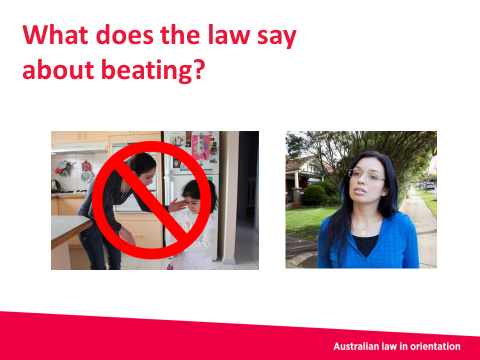 What does the law say
about beating?
Australian law in orientation